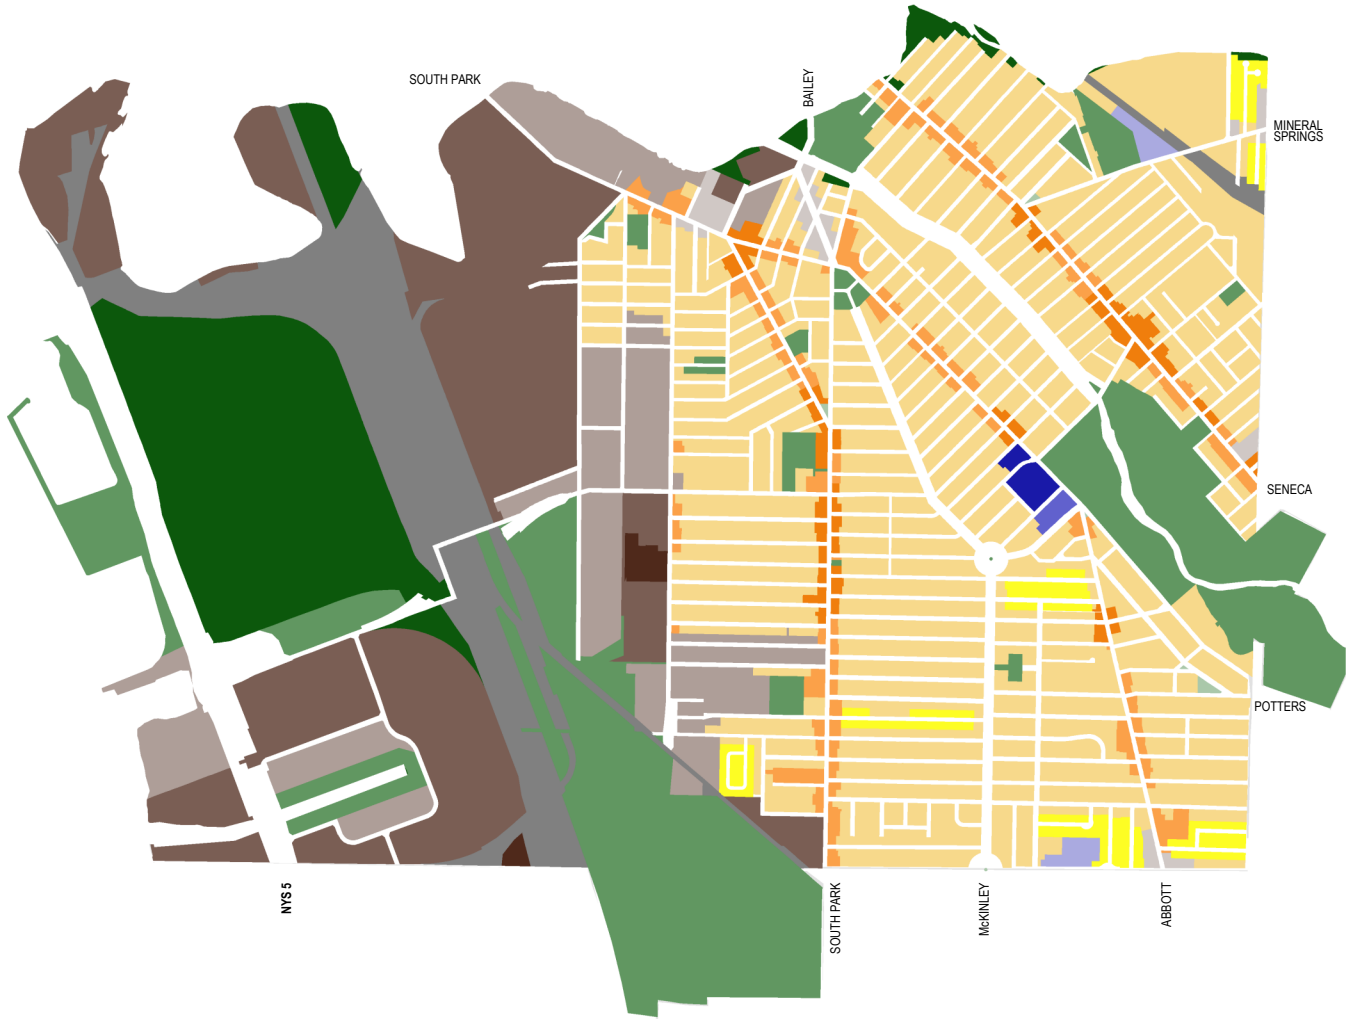 SOUTH PARK
BAILEY
MINERAL
SPRINGS
SENECA
POTTERS
NYS 5
SOUTH PARK
McKINLEY
ABBOTT